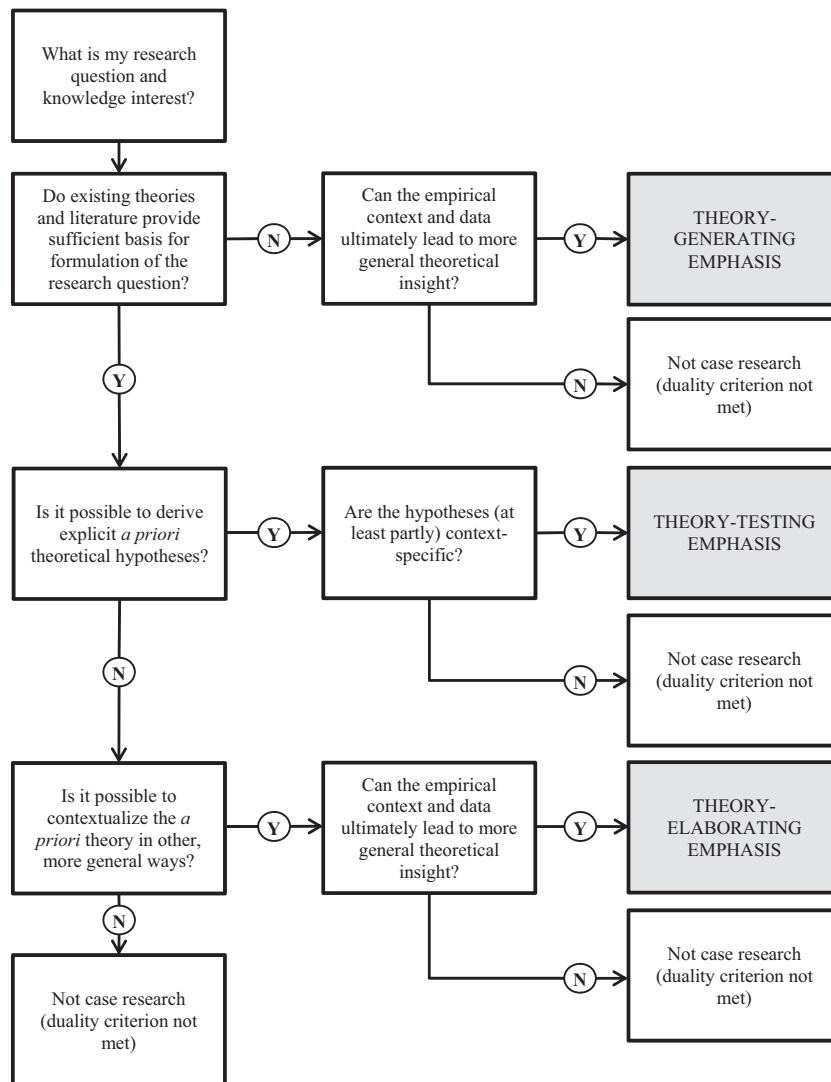 What is my research
question and
knowledge interest?
Do existing theories
and literature provide
sufficient basis for
formulation of the
research question?
N
Can the empirical
context and data
ultimately lead to more
general theoretical
insight?
Y
THEORY-
GENERATING
EMPHASIS
N
Not case research
(duality criterion not
met)
Y
Is it possible to derive
explicit a priori
theoretical hypotheses?
Y
Are the hypotheses (at
least partly) context-
specific?
Y
THEORY-TESTING
EMPHASIS
N
Not case research
(duality criterion not
met)
N
Is it possible to
contextualize the a
priori theory in other,
more general ways?
Y
Can the empirical
context and data
ultimately lead to more
general theoretical
insight?
Y
THEORY-
ELABORATING
EMPHASIS
N
Not case research
(duality criterion not
met)
N
Not case research
(duality criterion not
met)